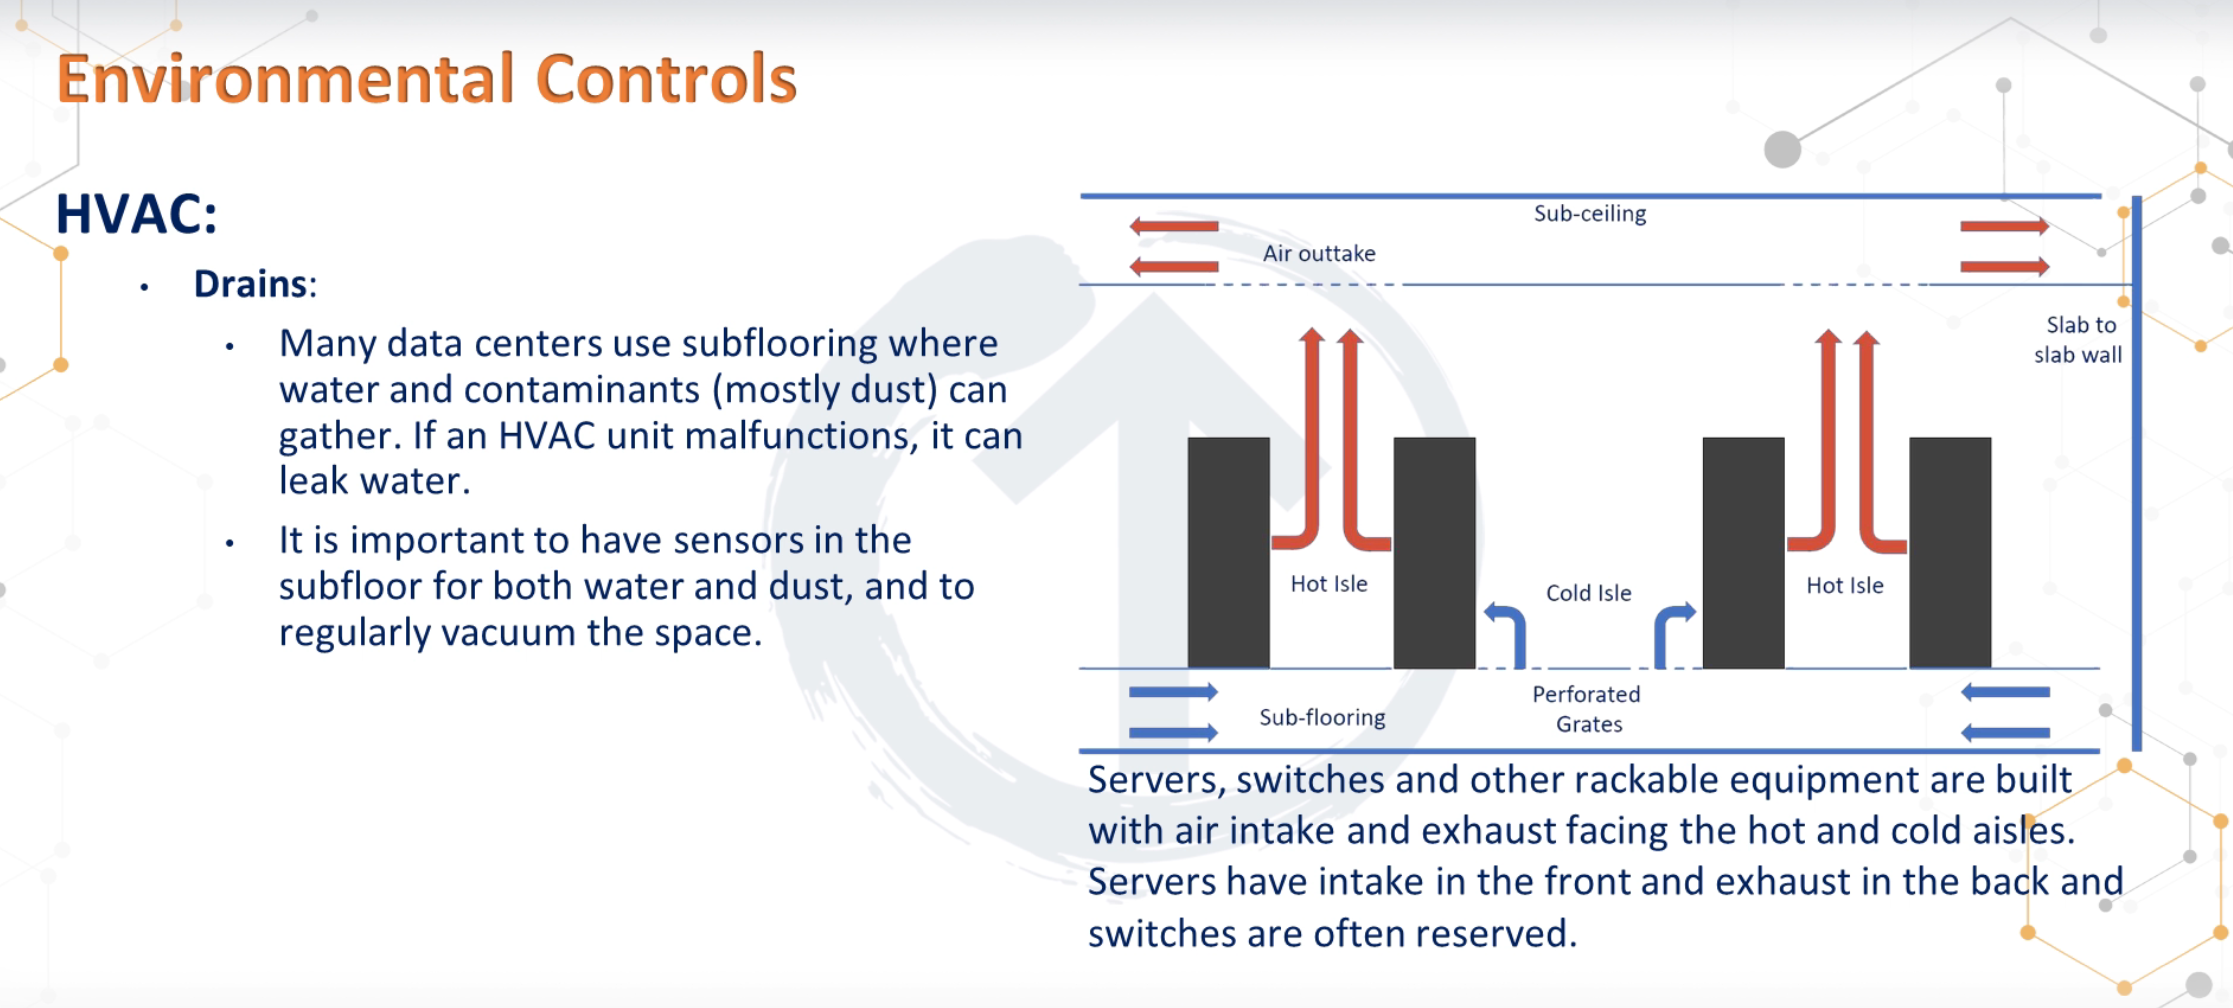 Environmental Controls
HVAC:
• Drains:
• Many data centers use subflooring where
water and contaminants (mostly dust) can
gather. If an HVAC unit malfunctions, it can
leak water.
• It is important to have sensors in the
subfloor for both water and dust, and to
regularly vacuum the space.
Sub-ceiling
Air outtake
Slab to
slab wall
Hot Isle
Cold Isle
Hot Isle
Sub-flooring
Perforated
Grates
Servers, switches and other rackable equipment are built
with air intake and exhaust facing the hot and cold aisles.
Servers have intake in the front and exhaust in the back and
switches are often reserved.